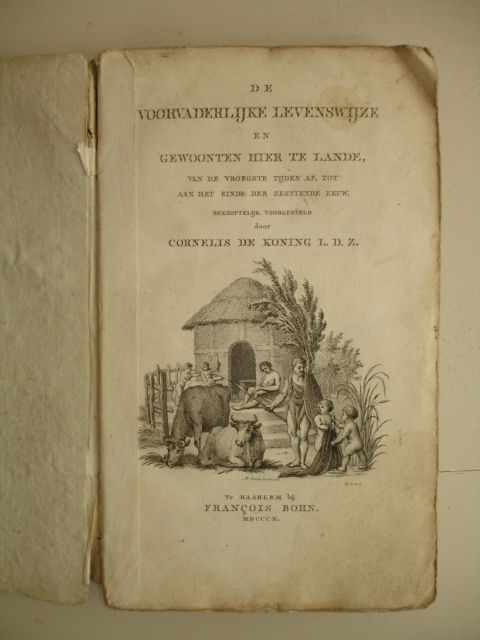 DE
VOORVADERLIJKE LEVENSWIJZE
EN
GEWOONTEN HIER TE LANDE,
VAN DE VROEGSTE TIJDEN AF, TOT
AAN HET EINDE DER ZESTIENDE EEUW,
BEKNOPTELIJK VOORGESTELD
door
CORNELIS DE KONING L. D. Z.
Te HAARLEM bij
FRANÇOIS BOHN.
MDCCCX.